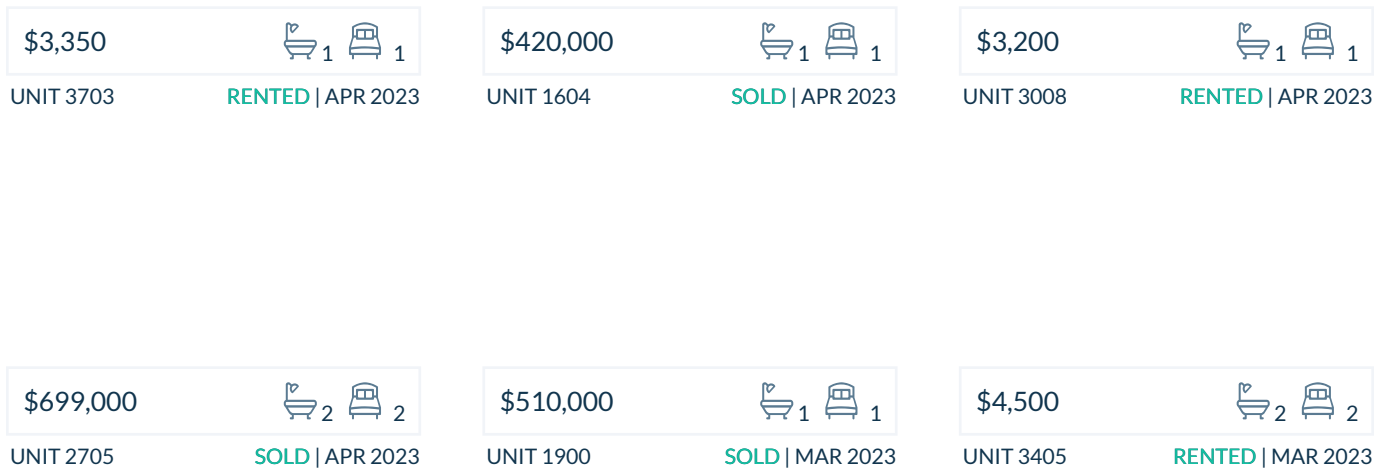 $3,350 1 1
UNIT 3703 RENTED | APR 2023
$420,000 1 1
UNIT 1604 SOLD | APR 2023
$3,200 1 1
UNIT 3008 RENTED | APR 2023
$699,000 2 2
UNIT 2705 SOLD | APR 2023
$510,000 1 1
UNIT 1900 SOLD | MAR 2023
$4,500 2 2
UNIT 3405 RENTED | MAR 2023